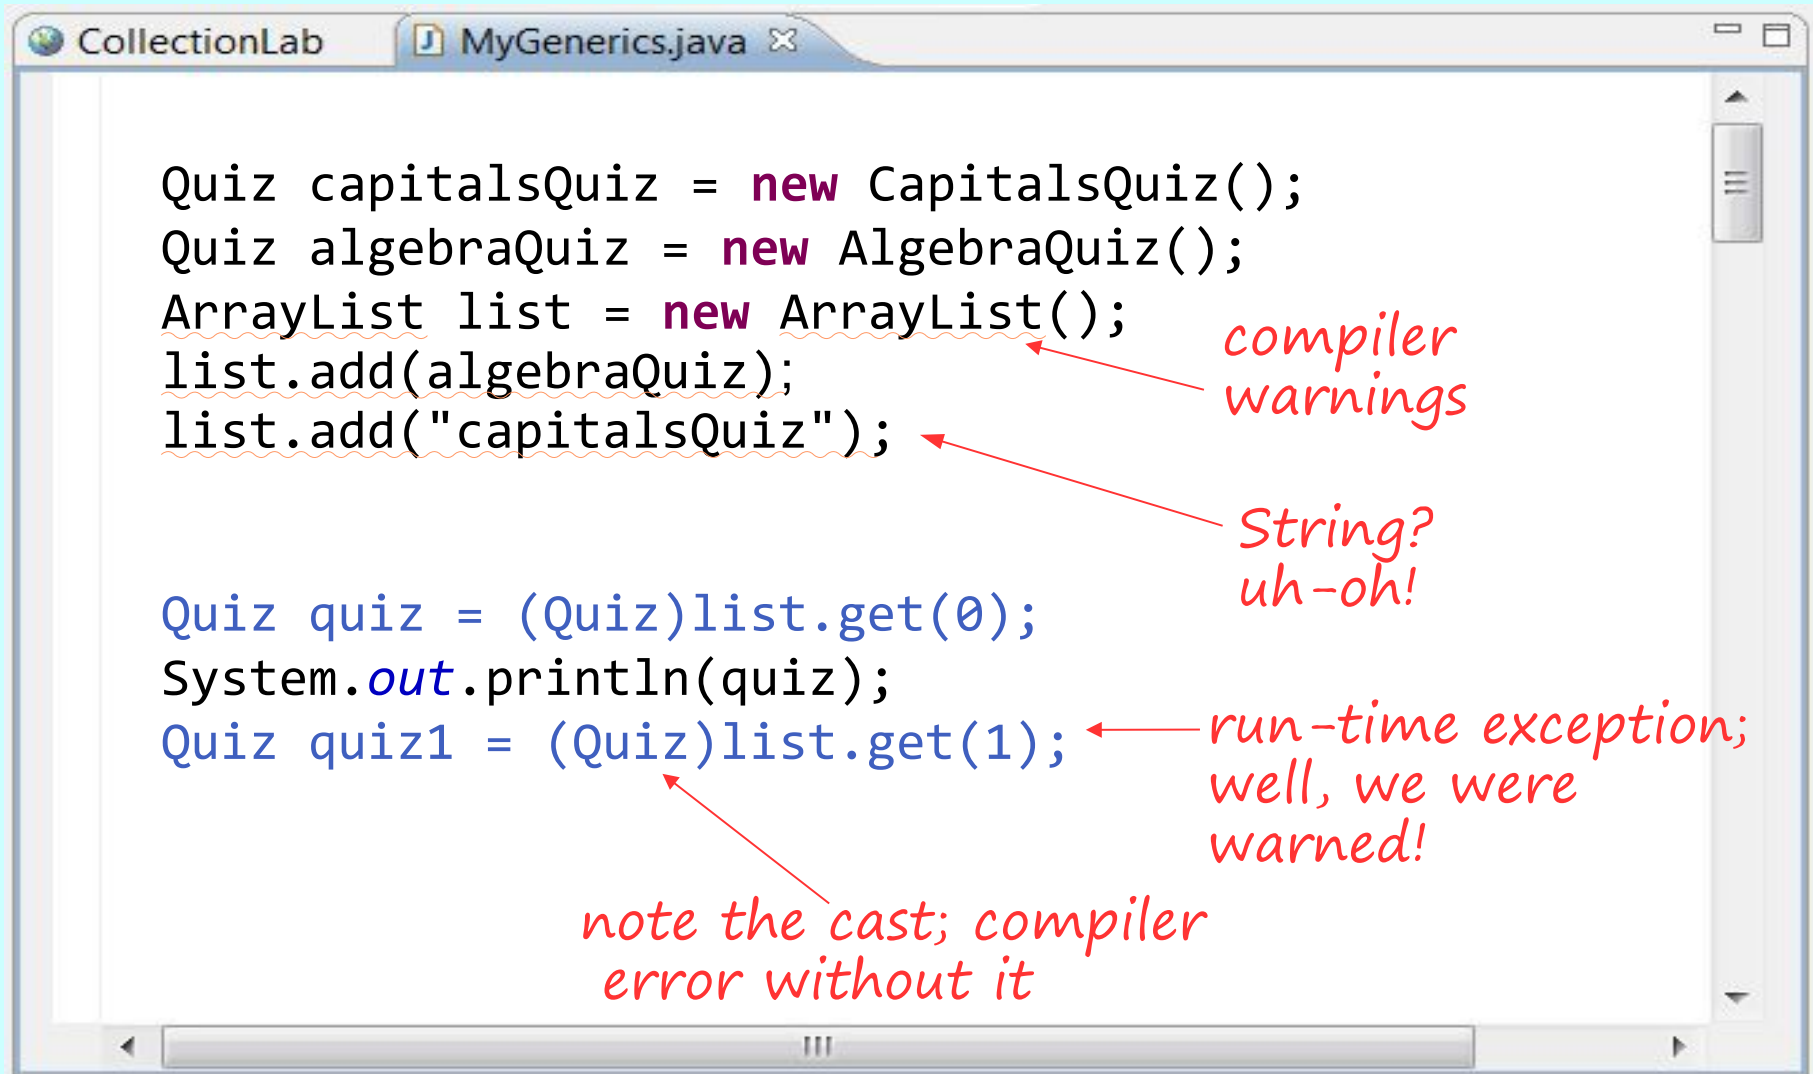 CollectionLab
MyGenerics.java
Quiz capitalsQuiz = new CapitalsQuiz();
Quiz algebraQuiz = new AlgebraQuiz();
ArrayList list = new ArrayList();
list.add(algebraQuiz);
list.add("capitalsQuiz");
compiler
warnings
String?
uh-oh!
Quiz quiz = (Quiz)list.get(0);
System.out.println(quiz);
Quiz quiz1 = (Quiz)list.get(1);
run-time exception;
well, we were
warned!
note the cast; compiler
error without it